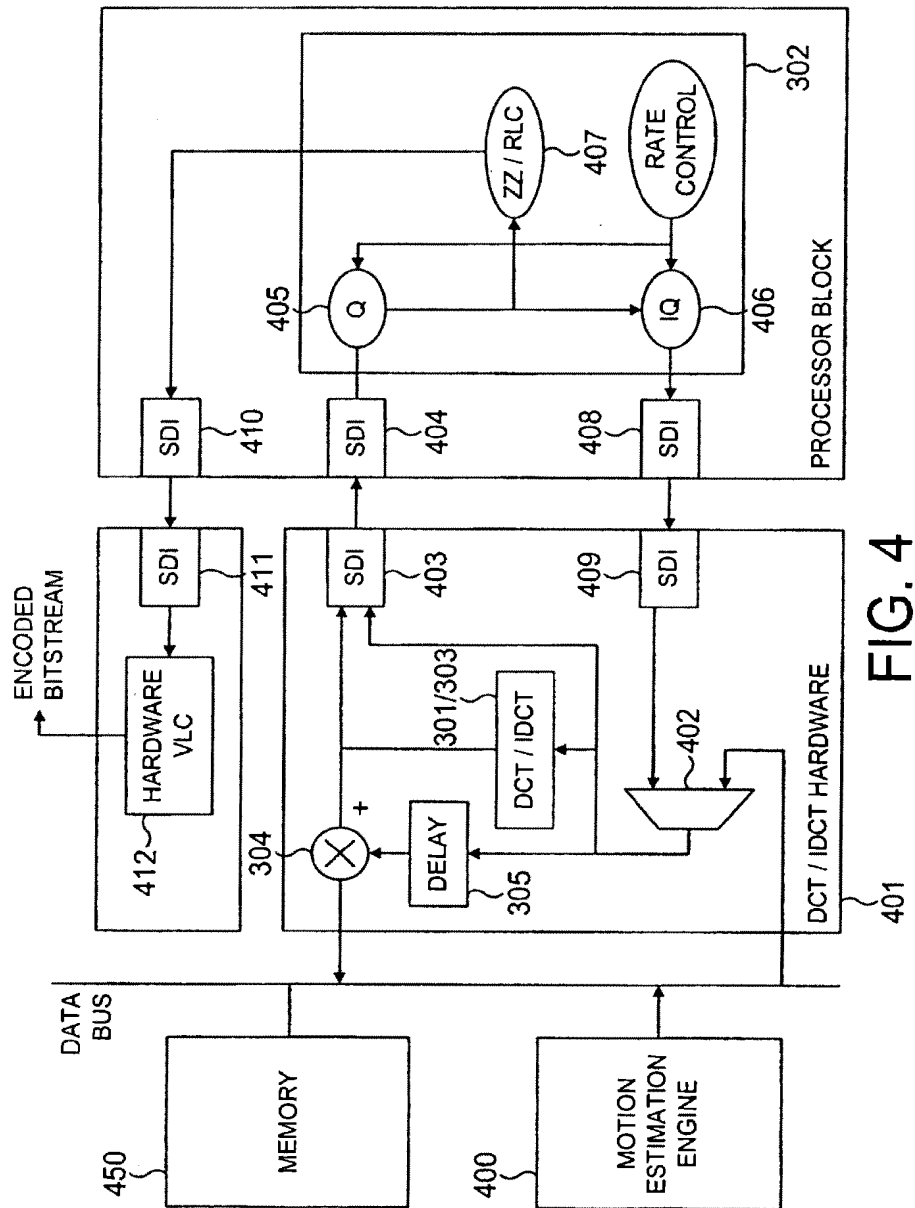 ENCODED
BITSTREAM
DATA
BUS
450
MEMORY
400
MOTION
ESTIMATION
ENGINE
412
HARDWARE
VLC
SDI
411
SDI
410
304
+
DELAY
305
301/303
DCT / IDCT
SDI
403
SDI
404
402
SDI
409
SDI
408
DCT / IDCT HARDWARE
401
405
Q
ZZ / RLC
407
IQ
406
RATE
CONTROL
302
PROCESSOR BLOCK
FIG. 4